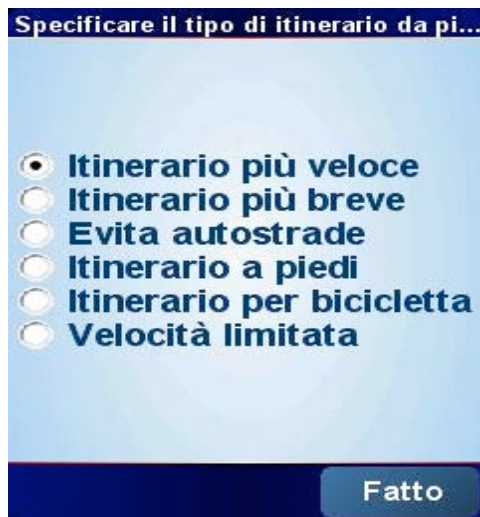 Specificare il tipo di itinerario da pi...
Itinerario più veloce
Itinerario più breve
Evita autostrade
Itinerario a piedi
Itinerario per bicicletta
Velocità limitata
Fatto